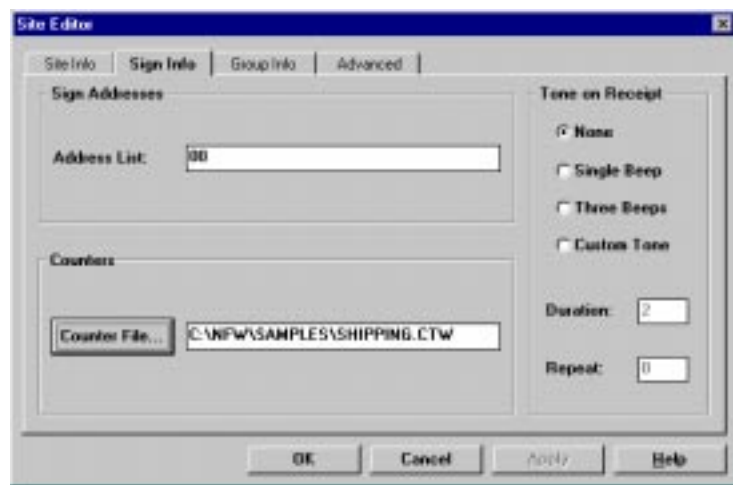 Site Editor
Site Info
Sign Info
Group Info
Advanced
Sign Addresses
Address List:
00
Counters
Counter File...
C:\NFW\SAMPLES\SHIPPING.CTW
Tone on Receipt
None
Single Beep
Three Beeps
Custom Tone
Duration:
2
Repeat:
0
OK
Cancel
Apply
Help